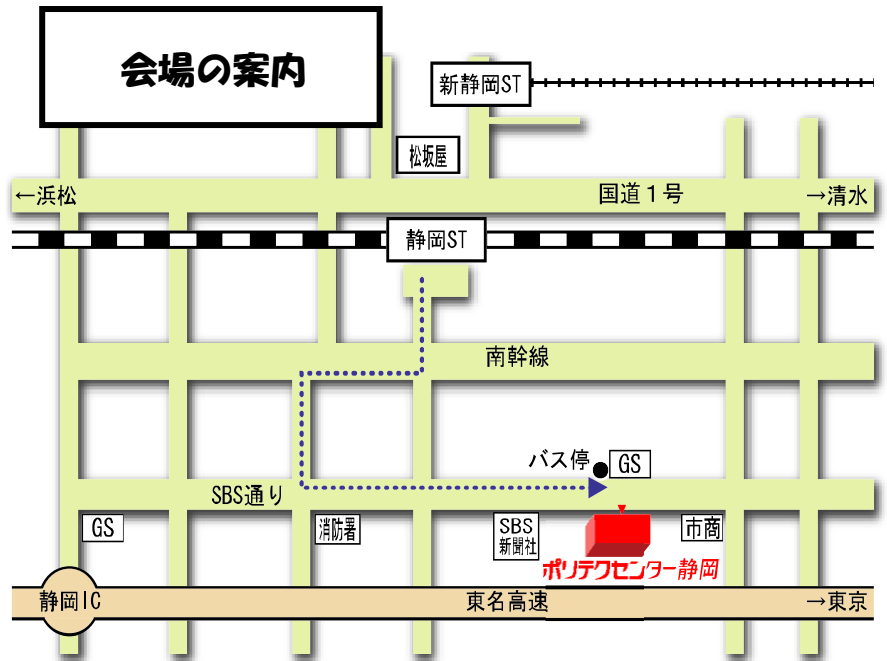 会場の案内
新静岡ST
松坂屋
←浜松
国道1号
→清水
静岡ST
南幹線
バス停
GS
SBS通り
GS
消防署
SBS
新聞社
市商
ポリテクセンター静岡
静岡IC
東名高速
→東京